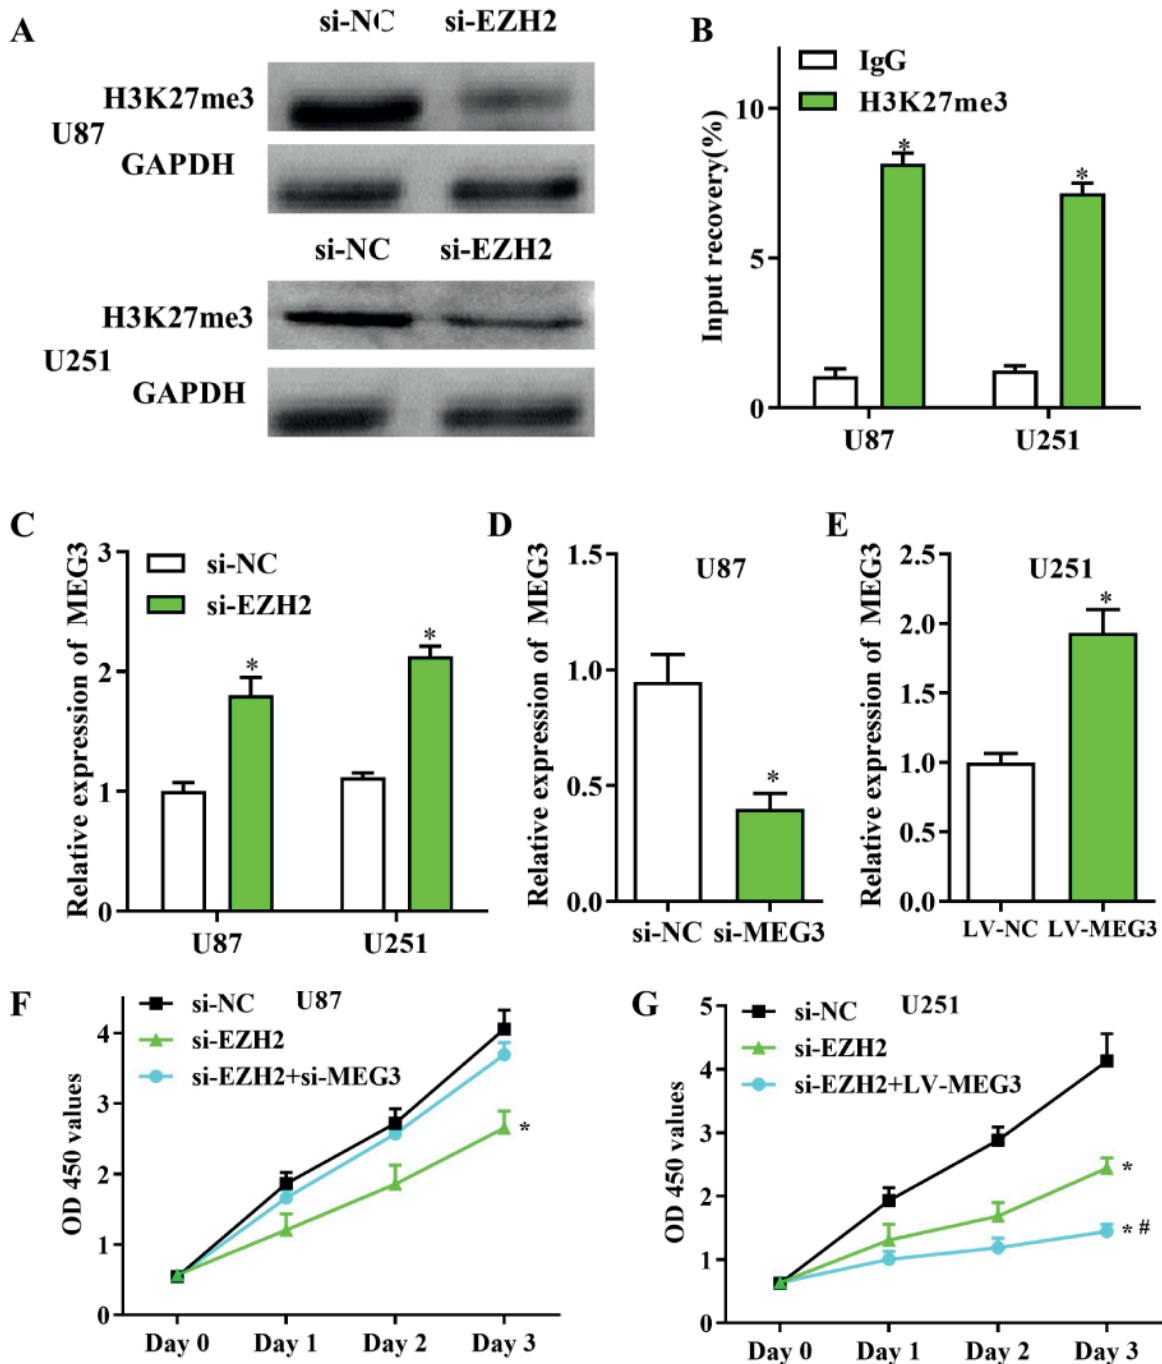 A
si-NC si-EZH2
H3K27me3
U87
GAPDH
si-NC si-EZH2
H3K27me3
U251
GAPDH
B
IgG
H3K27me3
Input recovery(%)
10
5
0
* *
U87 U251
C
si-NC
si-EZH2
Relative expression of MEG3
3
2
1
0
* *
U87 U251
D
U87
Relative expression of MEG3
1.5
1.0
0.5
0.0
*
si-NC si-MEG3
E
U251
Relative expression of MEG3
2.5
2.0
1.5
1.0
0.5
0.0
*
LV-NC LV-MEG3
F
U87
si-NC
si-EZH2
si-EZH2+si-MEG3
OD 450 values
4
3
2
1
0
*
Day 0 Day 1 Day 2 Day 3
G
U251
si-NC
si-EZH2
si-EZH2+LV-MEG3
OD 450 values
5
4
3
2
1
0
*
* #
Day 0 Day 1 Day 2 Day 3